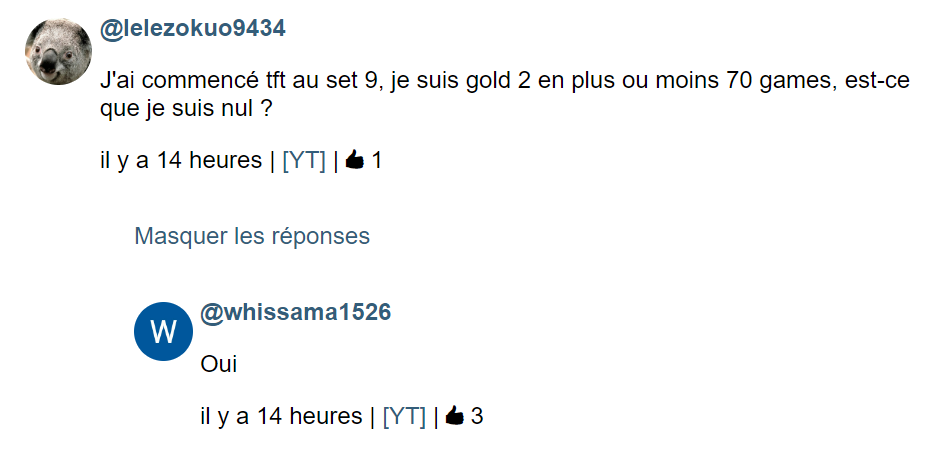 @lelezokuo9434
J'ai commencé tft au set 9, je suis gold 2 en plus ou moins 70 games, est-ce
que je suis nul ?
il y a 14 heures | [YT] | 1
Masquer les réponses
W
@whissama1526
Oui
il y a 14 heures | [YT] | 3